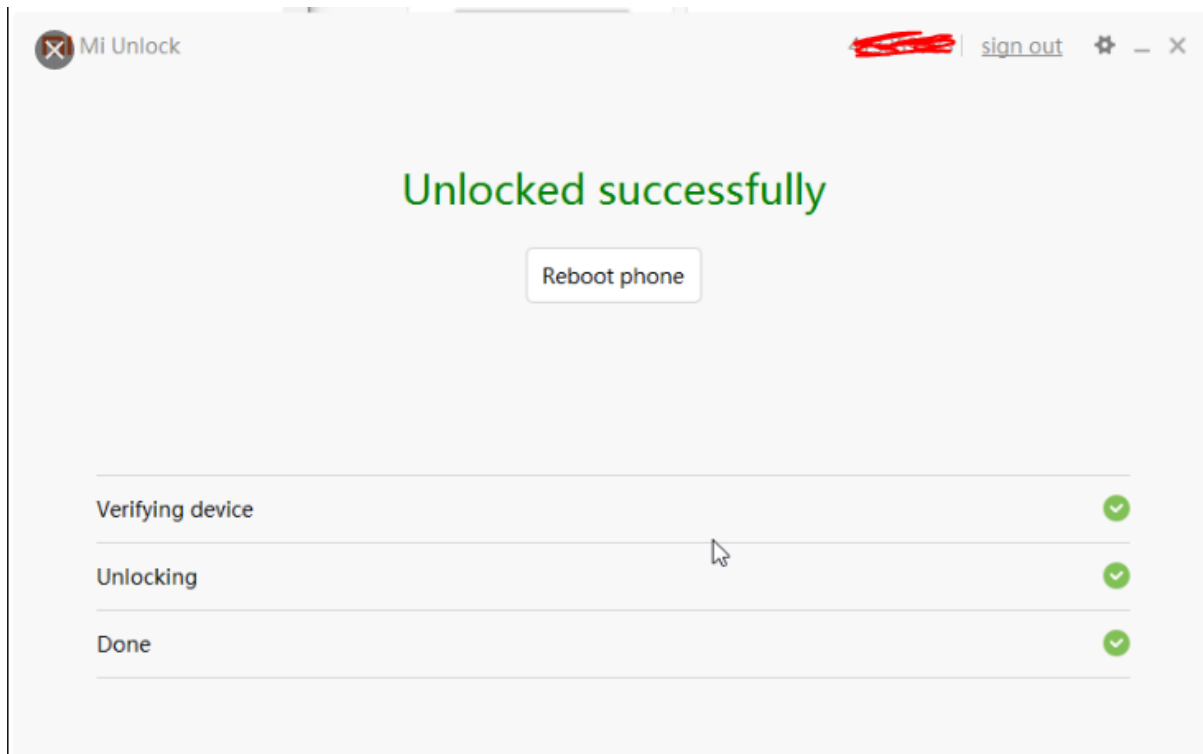 Mi Unlock
sign out
Unlocked successfully
Reboot phone
Verifying device
Unlocking
Done